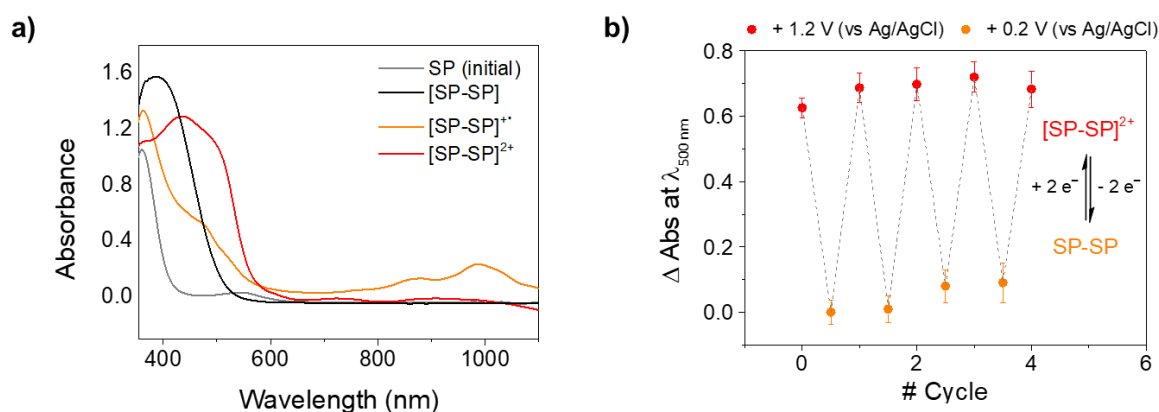 a)
Absorbance
1.6
1.2
0.8
0.4
0.0
SP (initial)
[SP-SP]
[SP-SP]⁺•
[SP-SP]²⁺
400 600 800 1000
Wavelength (nm)
b)
+ 1.2 V (vs Ag/AgCl) + 0.2 V (vs Ag/AgCl)
Δ Abs at λ500 nm
0.8
0.6
0.4
0.2
0.0
[SP-SP]²⁺
+ 2 e⁻ - 2 e⁻
SP-SP
0 2 4 6
# Cycle